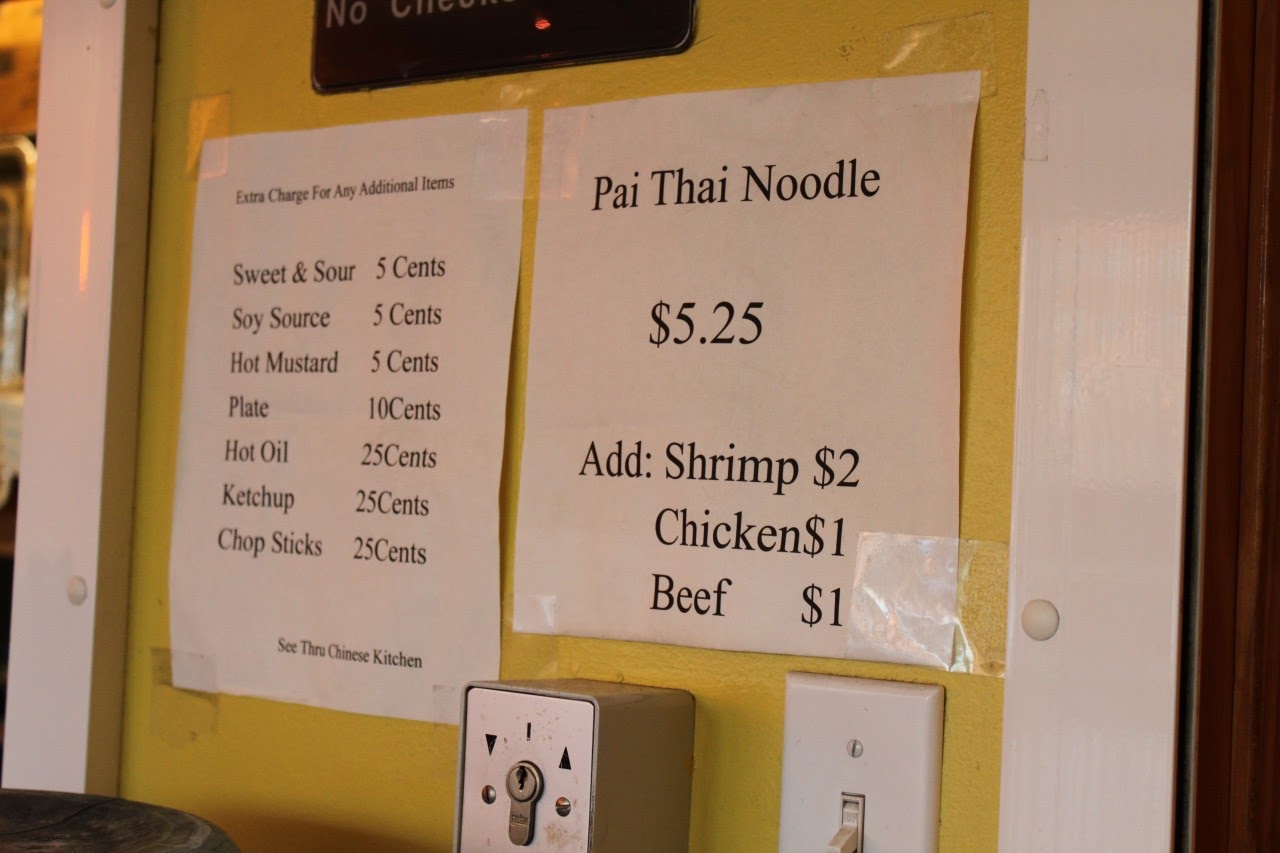 No Checks
Extra Charge For Any Additional Items
Sweet & Sour 5 Cents
Soy Source 5 Cents
Hot Mustard 5 Cents
Plate 10Cents
Hot Oil 25Cents
Ketchup 25Cents
Chop Sticks 25Cents
See Thru Chinese Kitchen
Pai Thai Noodle
$5.25
Add: Shrimp $2
Chicken$1
Beef $1